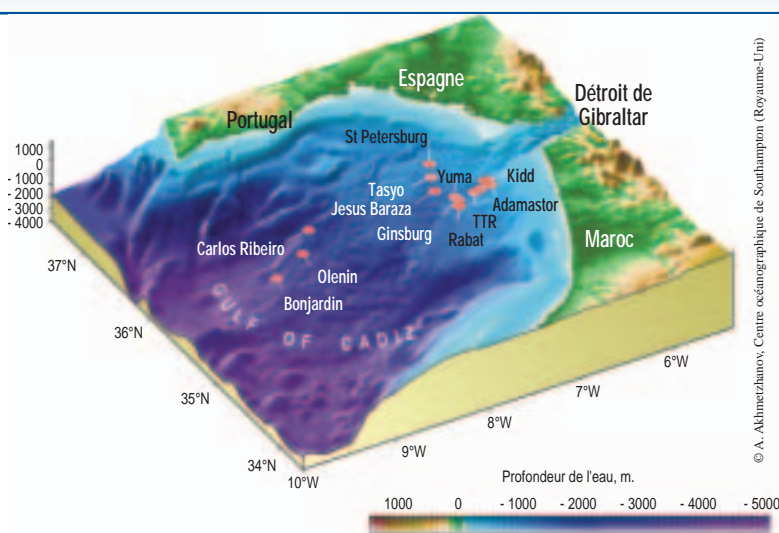 Espagne
Détroit de
Gibraltar
Portugal
St Petersburg
1000
0
- 1000
- 2000
- 3000
- 4000
Yuma
Kidd
Tasyo
Jesus Baraza
Adamastor
TTR
Ginsburg
Rabat
Maroc
Carlos Ribeiro
Olenin
Bonjardin
GULF OF CADIZ
37°N
36°N
35°N
34°N
10°W
9°W
8°W
7°W
6°W
Profondeur de l'eau, m.
1000 0 - 1000 - 2000 - 3000 - 4000 - 5000
© A. Akhmetzhanov, Centre océanographique de Southampton (Royaume-Uni)